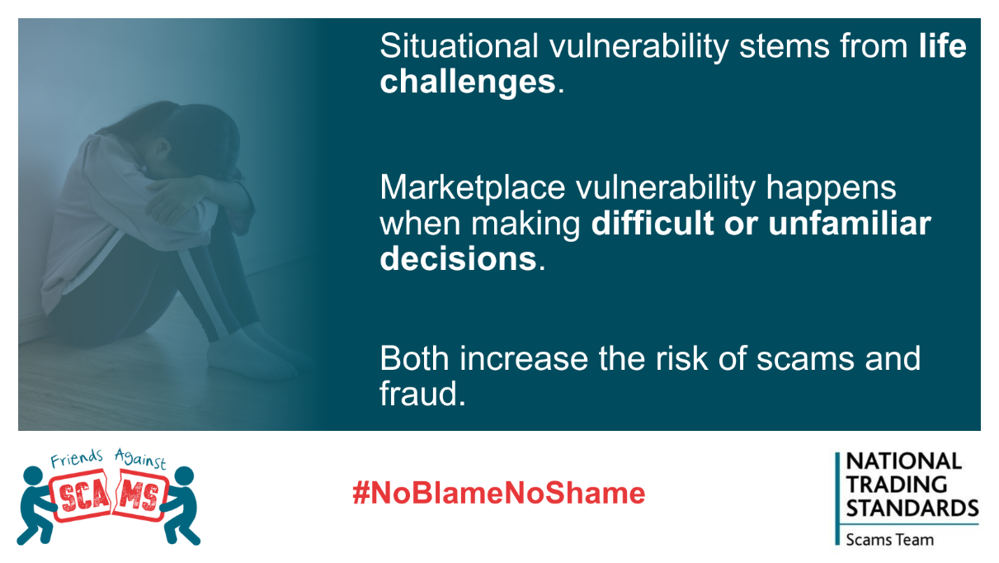 Situational vulnerability stems from life
challenges.
Marketplace vulnerability happens
when making difficult or unfamiliar
decisions.
Both increase the risk of scams and
fraud.
Friends Against
SCAMS
#NoBlameNoShame
NATIONAL
TRADING
STANDARDS
Scams Team